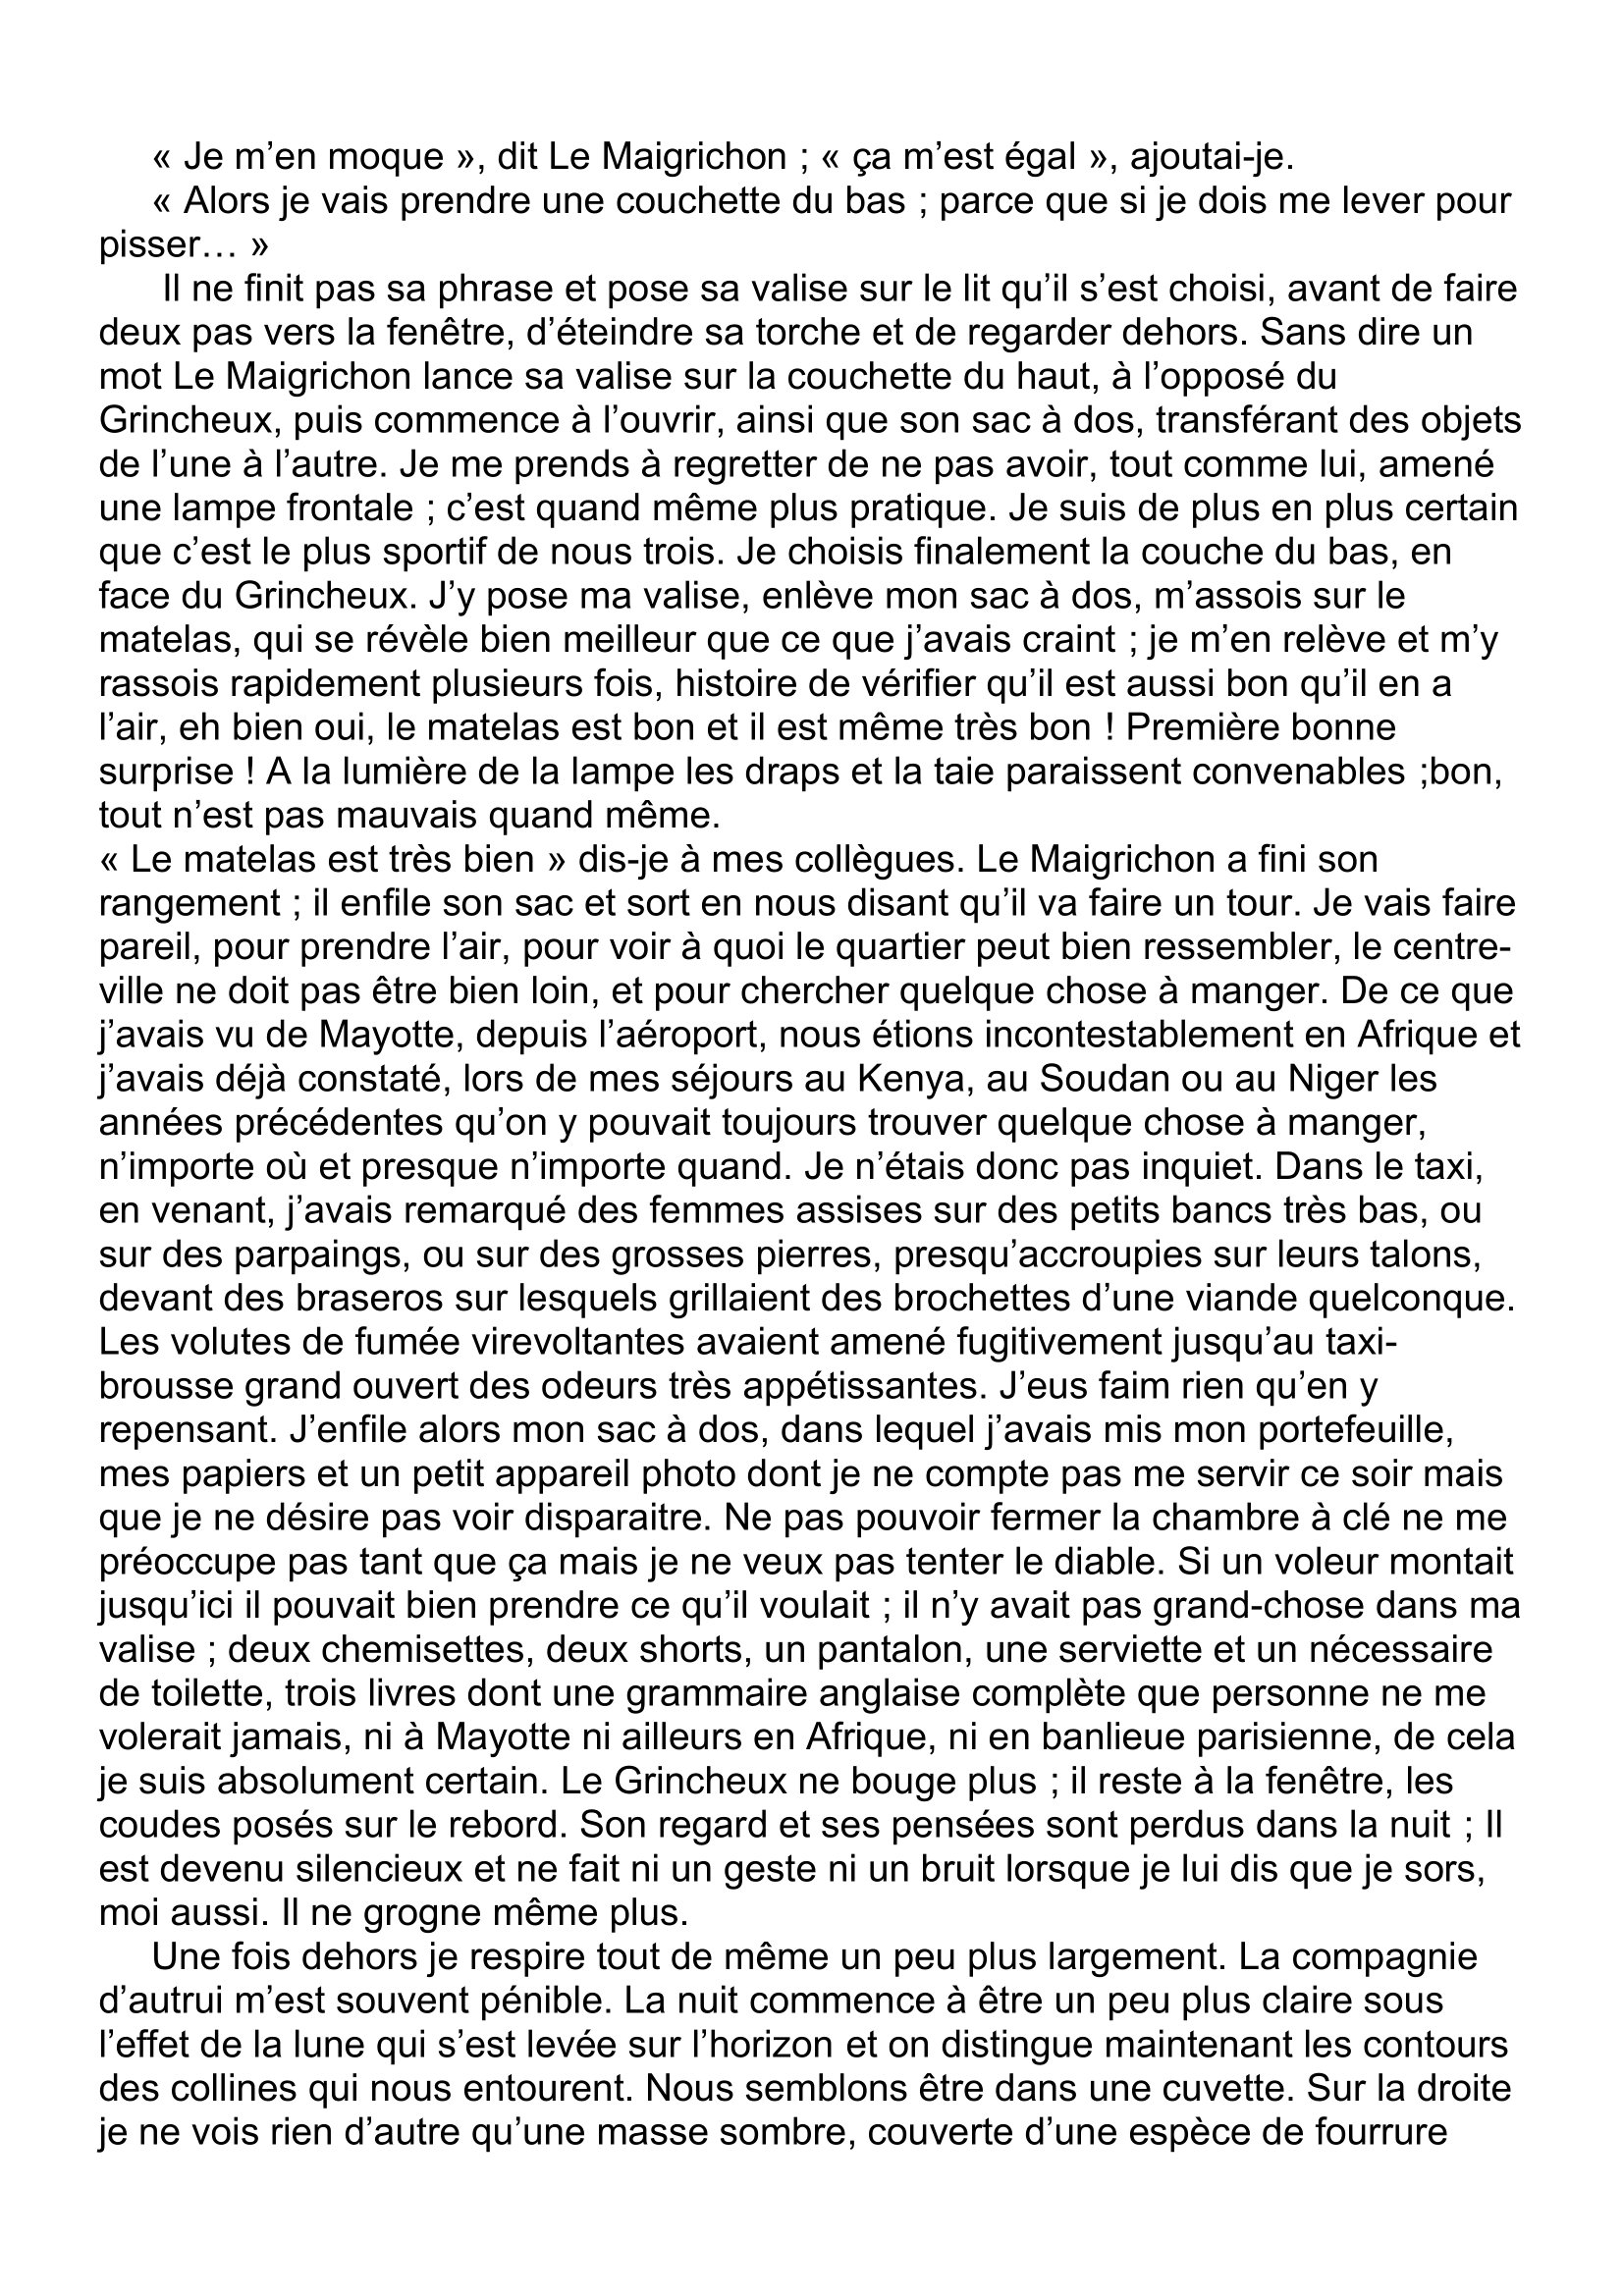 « Je m’en moque », dit Le Maigrichon ; « ça m’est égal », ajoutai-je.
« Alors je vais prendre une couchette du bas ; parce que si je dois me lever pour
pisser… »
Il ne finit pas sa phrase et pose sa valise sur le lit qu’il s’est choisi, avant de faire
deux pas vers la fenêtre, d’éteindre sa torche et de regarder dehors. Sans dire un
mot Le Maigrichon lance sa valise sur la couchette du haut, à l’opposé du
Grincheux, puis commence à l’ouvrir, ainsi que son sac à dos, transférant des objets
de l’une à l’autre. Je me prends à regretter de ne pas avoir, tout comme lui, amené
une lampe frontale ; c’est quand même plus pratique. Je suis de plus en plus certain
que c’est le plus sportif de nous trois. Je choisis finalement la couche du bas, en
face du Grincheux. J’y pose ma valise, enlève mon sac à dos, m’assois sur le
matelas, qui se révèle bien meilleur que ce que j’avais craint ; je m’en relève et m’y
rassois rapidement plusieurs fois, histoire de vérifier qu’il est aussi bon qu’il en a
l’air, eh bien oui, le matelas est bon et il est même très bon ! Première bonne
surprise ! A la lumière de la lampe les draps et la taie paraissent convenables ;bon,
tout n’est pas mauvais quand même.
« Le matelas est très bien » dis-je à mes collègues. Le Maigrichon a fini son
rangement ; il enfile son sac et sort en nous disant qu’il va faire un tour. Je vais faire
pareil, pour prendre l’air, pour voir à quoi le quartier peut bien ressembler, le centre-
ville ne doit pas être bien loin, et pour chercher quelque chose à manger. De ce que
j’avais vu de Mayotte, depuis l’aéroport, nous étions incontestablement en Afrique et
j’avais déjà constaté, lors de mes séjours au Kenya, au Soudan ou au Niger les
années précédentes qu’on y pouvait toujours trouver quelque chose à manger,
n’importe où et presque n’importe quand. Je n’étais donc pas inquiet. Dans le taxi,
en venant, j’avais remarqué des femmes assises sur des petits bancs très bas, ou
sur des parpaings, ou sur des grosses pierres, presqu’accroupies sur leurs talons,
devant des braseros sur lesquels grillaient des brochettes d’une viande quelconque.
Les volutes de fumée virevoltantes avaient amené fugitivement jusqu’au taxi-
brousse grand ouvert des odeurs très appétissantes. J’eus faim rien qu’en y
repensant. J’enfile alors mon sac à dos, dans lequel j’avais mis mon portefeuille,
mes papiers et un petit appareil photo dont je ne compte pas me servir ce soir mais
que je ne désire pas voir disparaitre. Ne pas pouvoir fermer la chambre à clé ne me
préoccupe pas tant que ça mais je ne veux pas tenter le diable. Si un voleur montait
jusqu’ici il pouvait bien prendre ce qu’il voulait ; il n’y avait pas grand-chose dans ma
valise ; deux chemisettes, deux shorts, un pantalon, une serviette et un nécessaire
de toilette, trois livres dont une grammaire anglaise complète que personne ne me
volerait jamais, ni à Mayotte ni ailleurs en Afrique, ni en banlieue parisienne, de cela
je suis absolument certain. Le Grincheux ne bouge plus ; il reste à la fenêtre, les
coudes posés sur le rebord. Son regard et ses pensées sont perdus dans la nuit ; Il
est devenu silencieux et ne fait ni un geste ni un bruit lorsque je lui dis que je sors,
moi aussi. Il ne grogne même plus.
Une fois dehors je respire tout de même un peu plus largement. La compagnie
d’autrui m’est souvent pénible. La nuit commence à être un peu plus claire sous
l’effet de la lune qui s’est levée sur l’horizon et on distingue maintenant les contours
des collines qui nous entourent. Nous semblons être dans une cuvette. Sur la droite
je ne vois rien d’autre qu’une masse sombre, couverte d’une espèce de fourrure